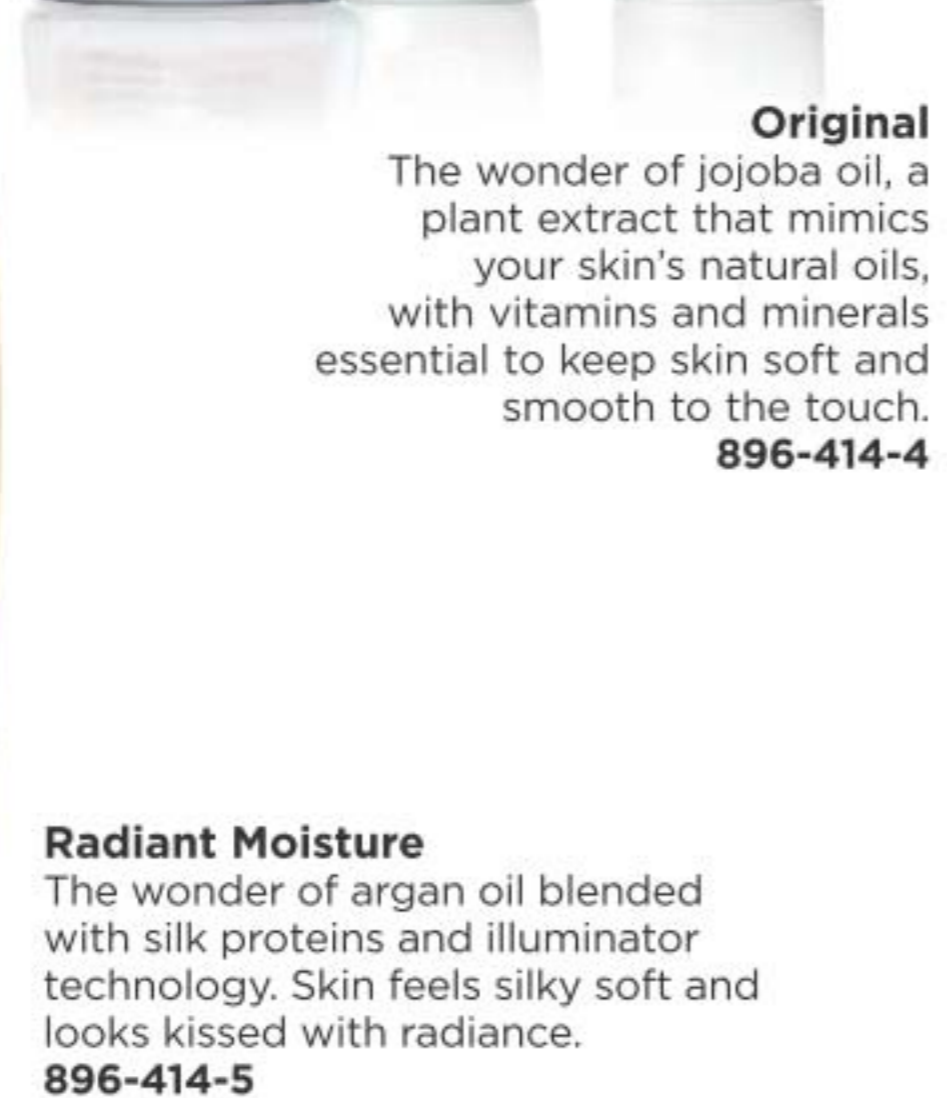 Original
The wonder of jojoba oil, a
plant extract that mimics
your skin’s natural oils,
with vitamins and minerals
essential to keep skin soft and
smooth to the touch.
896-414-4
Radiant Moisture
The wonder of argan oil blended
with silk proteins and illuminator
technology. Skin feels silky soft and
looks kissed with radiance.
896-414-5